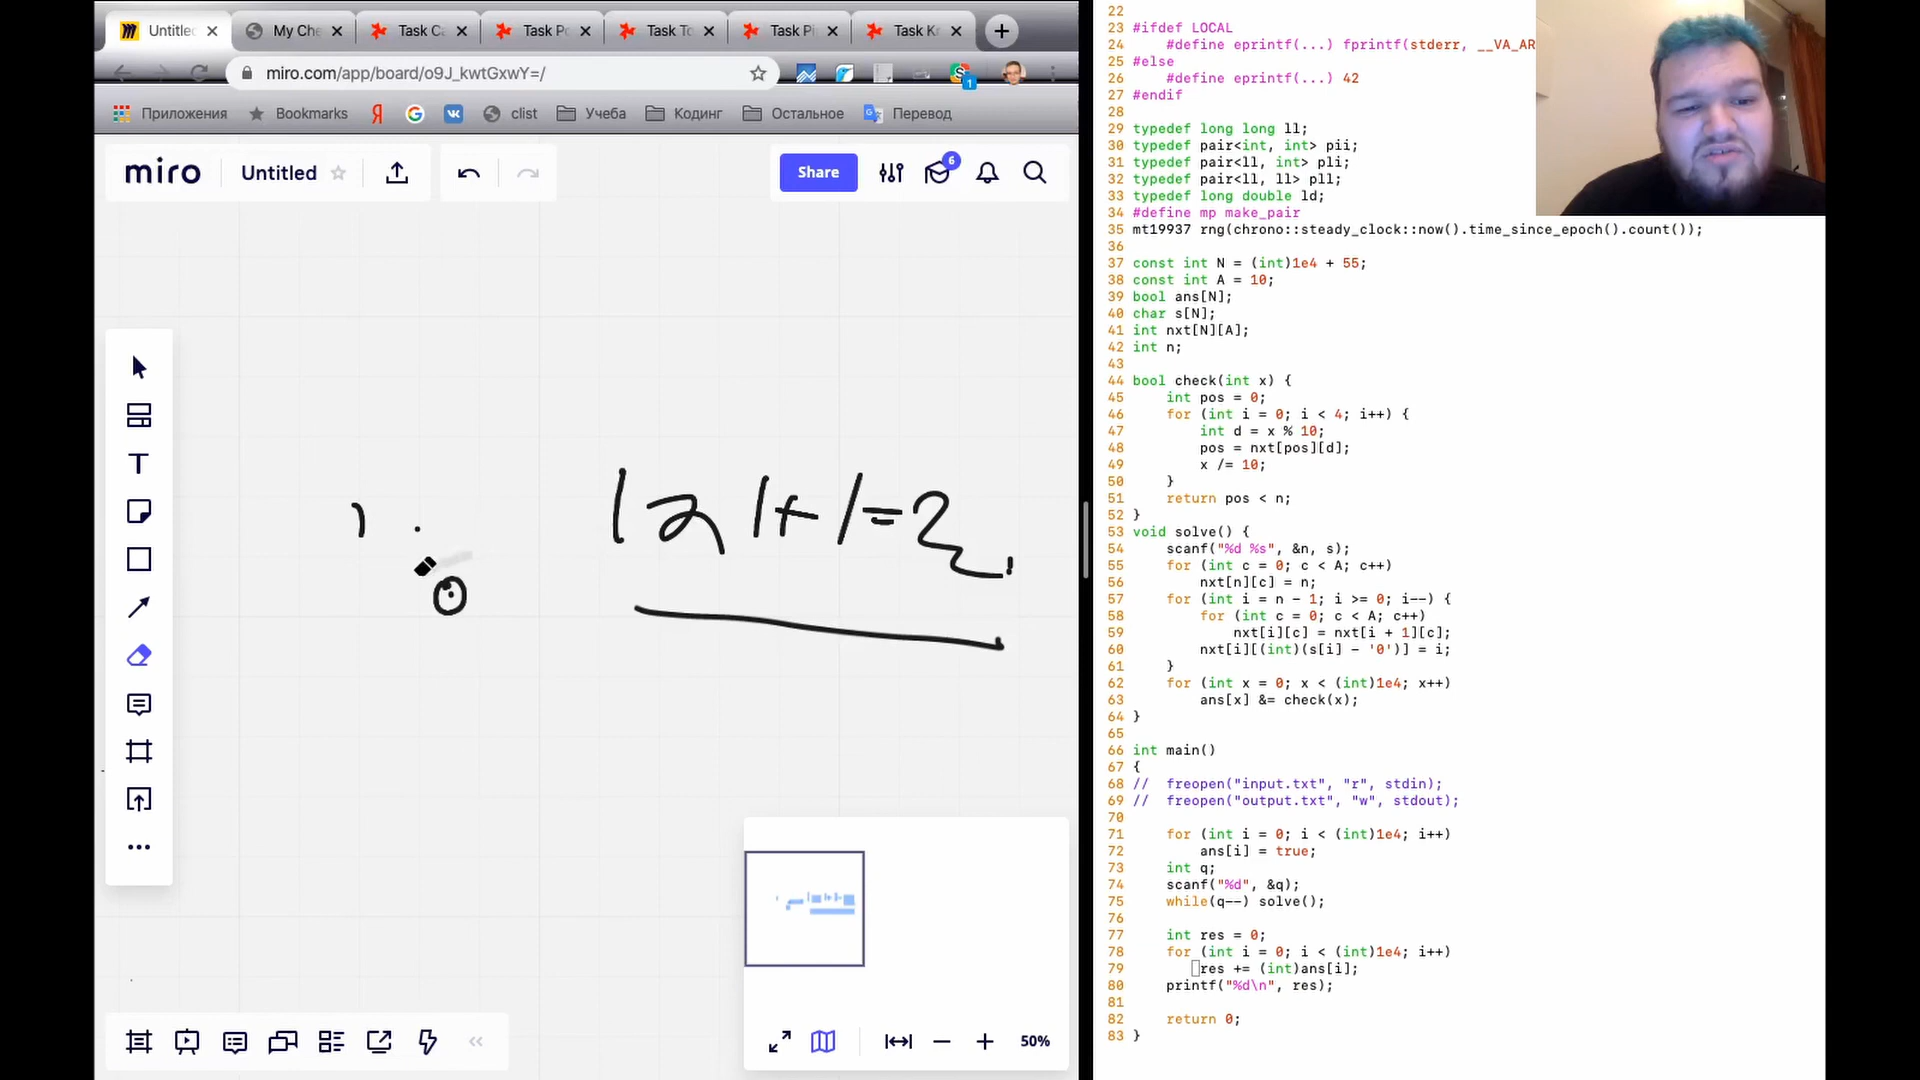 Untitled
My Che
Task Ca
Task Po
Task To
Task Pi
Task Kr
miro.com/app/board/o9J_kwtGxwY=/
1
Приложения
Bookmarks
Я
G
clist
Учеба
Кодинг
Остальное
Перевод
miro
Untitled
Share
6
T
50%
22
23 #ifdef LOCAL
24 #define eprintf(...) fprintf(stderr, __VA_AR
25 #else
26 #define eprintf(...) 42
27 #endif
28
29 typedef long long ll;
30 typedef pair<int, int> pii;
31 typedef pair<ll, int> pli;
32 typedef pair<ll, ll> pll;
33 typedef long double ld;
34 #define mp make_pair
35 mt19937 rng(chrono::steady_clock::now().time_since_epoch().count());
36
37 const int N = (int)1e4 + 55;
38 const int A = 10;
39 bool ans[N];
40 char s[N];
41 int nxt[N][A];
42 int n;
43
44 bool check(int x) {
45 int pos = 0;
46 for (int i = 0; i < 4; i++) {
47 int d = x % 10;
48 pos = nxt[pos][d];
49 x /= 10;
50 }
51 return pos < n;
52 }
53 void solve() {
54 scanf("%d %s", &n, s);
55 for (int c = 0; c < A; c++)
56 nxt[n][c] = n;
57 for (int i = n - 1; i >= 0; i--) {
58 for (int c = 0; c < A; c++)
59 nxt[i][c] = nxt[i + 1][c];
60 nxt[i][(int)(s[i] - '0')] = i;
61 }
62 for (int x = 0; x < (int)1e4; x++)
63 ans[x] &= check(x);
64 }
65
66 int main()
67 {
68 // freopen("input.txt", "r", stdin);
69 // freopen("output.txt", "w", stdout);
70
71 for (int i = 0; i < (int)1e4; i++)
72 ans[i] = true;
73 int q;
74 scanf("%d", &q);
75 while(q--) solve();
76
77 int res = 0;
78 for (int i = 0; i < (int)1e4; i++)
79 res += (int)ans[i];
80 printf("%d\n", res);
81
82 return 0;
83 }